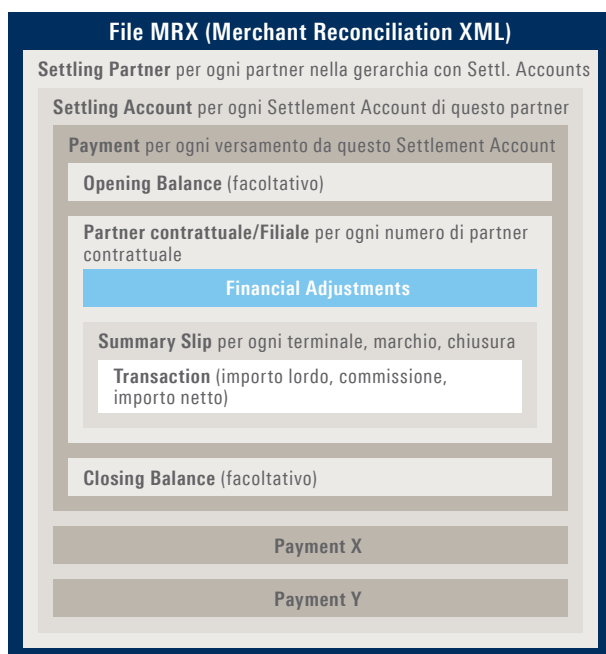 File MRX (Merchant Reconciliation XML)
Settling Partner per ogni partner nella gerarchia con Settl. Accounts
Settling Account per ogni Settlement Account di questo partner
Payment per ogni versamento da questo Settlement Account
Opening Balance (facoltativo)
Partner contrattuale/Filiale per ogni numero di partner
contrattuale
Financial Adjustments
Summary Slip per ogni terminale, marchio, chiusura
Transaction (importo lordo, commissione,
importo netto)
Closing Balance (facoltativo)
Payment X
Payment Y